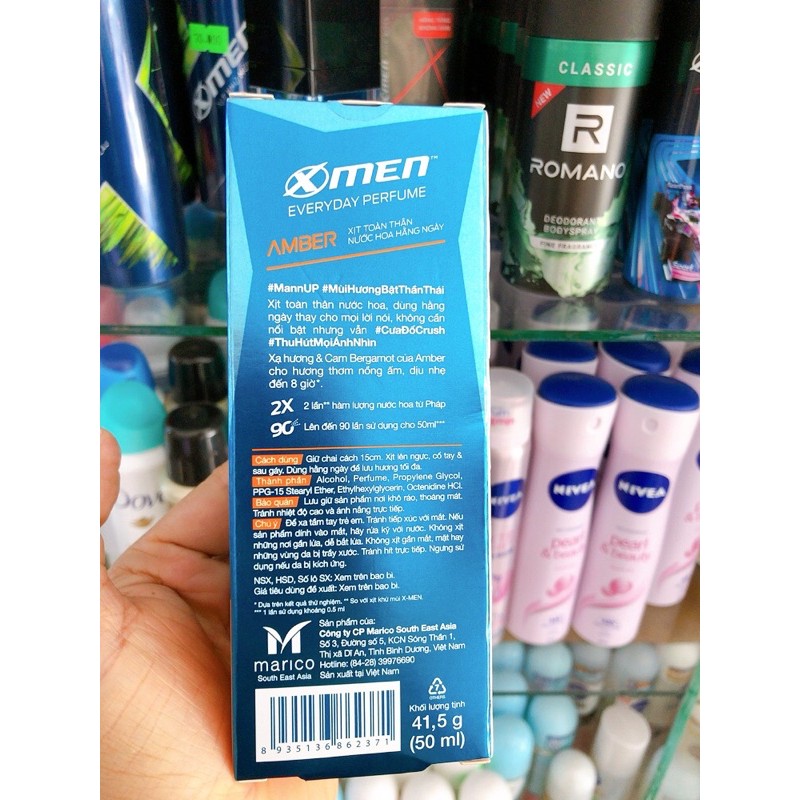 XMEN
CLASSIC
NEW
R
ROMANO
DEODORANT
BODYSPRAY
FINE FRAGRANCE
Sport
XMEN™
EVERYDAY PERFUME
AMBER
XỊT TOÀN THÂN
NƯỚC HOA HẰNG NGÀY
#MannUP #MùiHươngBậtThầnThái
Xịt toàn thân nước hoa, dùng hằng
ngày thay cho mọi lời nói, không cần
nổi bật nhưng vẫn #CưaĐổCrush
#ThuHútMọiÁnhNhìn
Xạ hương & Cam Bergamot của Amber
cho hương thơm nồng ấm, dịu nhẹ
đến 8 giờ*.
2X 2 lần** hàm lượng nước hoa từ Pháp
90 Lên đến 90 lần sử dụng cho 50ml***
Cách dùng Giữ chai cách 15cm. Xịt lên ngực, cổ tay &
sau gáy. Dùng hằng ngày để lưu hương tối đa.
Thành phần Alcohol, Perfume, Propylene Glycol,
PPG-15 Stearyl Ether, Ethylhexylglycerin, Octenidine HCl.
Bảo quản Lưu giữ sản phẩm nơi khô ráo, thoáng mát.
Tránh nhiệt độ cao và ánh nắng trực tiếp.
Chú ý Để xa tầm tay trẻ em. Tránh tiếp xúc với mắt. Nếu
sản phẩm dính vào mắt, hãy rửa kỹ với nước. Không xịt
những nơi gần lửa, dễ bắt lửa. Không xịt gần mắt, mặt hay
những vùng da bị trầy xước. Tránh hít trực tiếp. Ngưng sử
dụng nếu da bị kích ứng.
NSX, HSD, Số lô SX: Xem trên bao bì.
Giá tiêu dùng đề xuất: Xem trên bao bì.
* Dựa trên kết quả thử nghiệm. ** So với xịt khử mùi X-MEN.
*** 1 lần sử dụng khoảng 0.5 ml
marico
South East Asia
Sản phẩm của:
Công ty CP Marico South East Asia
Số 3, Đường số 5, KCN Sóng Thần 1,
Thị xã Dĩ An, Tỉnh Bình Dương, Việt Nam
Hotline: (84-28) 39976690
Sản xuất tại Việt Nam
8 935136 862371
7
OTHERS
Khối lượng tịnh
41,5 g
(50 ml)
NIVEA
pearl
& beauty
NIVEA
pearl
& beauty
NIVEA
Dove